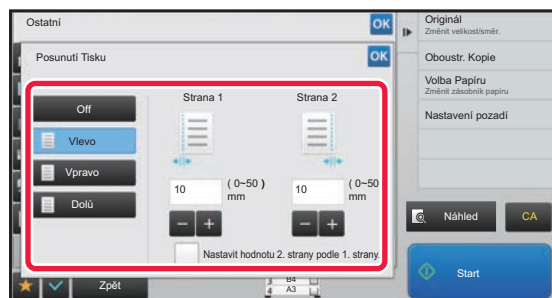 Ostatní
OK
Posunutí Tisku
OK
Off
Vlevo
Vpravo
Dolů
Strana 1
10
( 0~50 )
mm
Strana 2
10
( 0~50
mm
Nastavit hodnotu 2. strany podle 1. strany.
Zpět
3 B4
4 A3
Originál
Změnit velikost/směr.
Oboustr. Kopie
Volba Papíru
Změnit zásobník papíru
Nastavení pozadí
Náhled
CA
Start